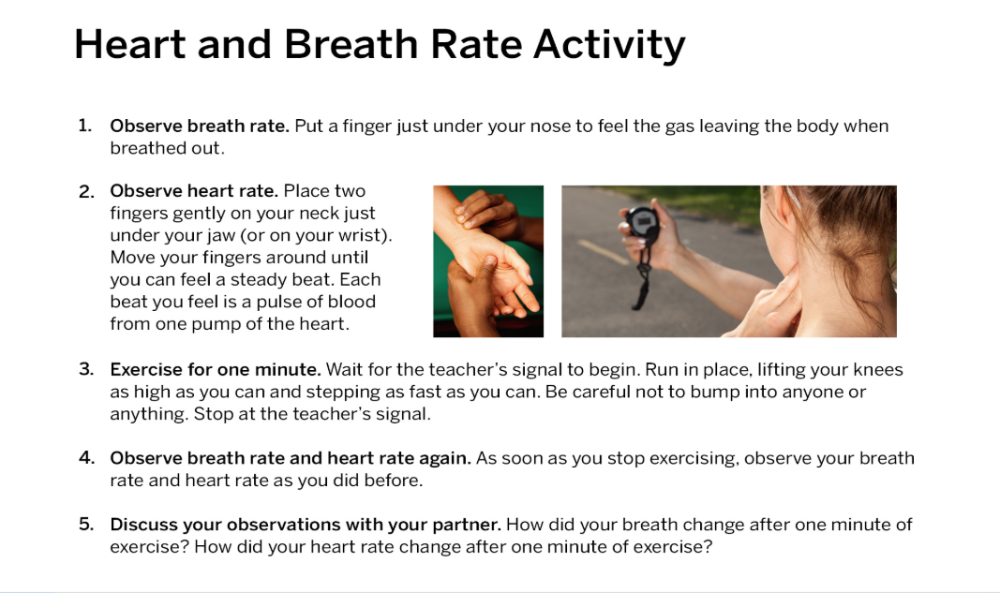 Heart and Breath Rate Activity
1. Observe breath rate. Put a finger just under your nose to feel the gas leaving the body when
breathed out.
2. Observe heart rate. Place two
fingers gently on your neck just
under your jaw (or on your wrist).
Move your fingers around until
you can feel a steady beat. Each
beat you feel is a pulse of blood
from one pump of the heart.
3. Exercise for one minute. Wait for the teacher's signal to begin. Run in place, lifting your knees
as high as you can and stepping as fast as you can. Be careful not to bump into anyone or
anything. Stop at the teacher's signal.
4. Observe breath rate and heart rate again. As soon as you stop exercising, observe your breath
rate and heart rate as you did before.
5. Discuss your observations with your partner. How did your breath change after one minute of
exercise? How did your heart rate change after one minute of exercise?